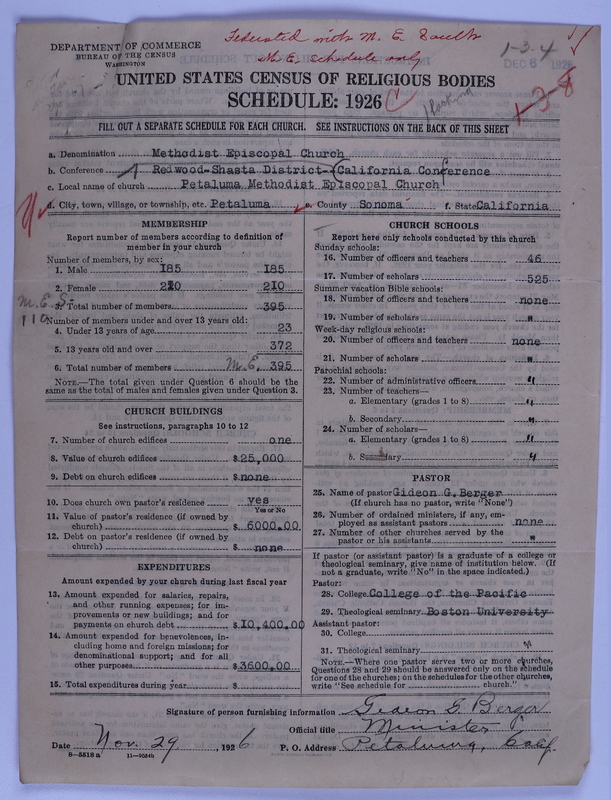 Federated with M. E. South
M. E. schedule only
DEPARTMENT OF COMMERCE
BUREAU OF THE CENSUS
WASHINGTON
1-3-4
DEC 6 1926
UNITED STATES CENSUS OF RELIGIOUS BODIES
SCHEDULE: 1926
1-3-8
FILL OUT A SEPARATE SCHEDULE FOR EACH CHURCH. SEE INSTRUCTIONS ON THE BACK OF THIS SHEET
a. Denomination Methodist Episcopal Church
b. Conference Redwood-Shasta District-(California Conference
c. Local name of church Petaluma Methodist Episcopal Church
d. City, town, village, or township, etc. Petaluma e. County Sonoma f. State California
MEMBERSHIP
Report number of members according to definition of
member in your church
Number of members, by sex:
1. Male 185 185
2. Female 210 210
M. E. S.
110
3. Total number of members 395
Number of members under and over 13 years old:
4. Under 13 years of age 23
5. 13 years old and over 372
6. Total number of members M.E. 395
NOTE.—The total given under Question 6 should be the
same as the total of males and females given under Question 3.
CHURCH BUILDINGS
See instructions, paragraphs 10 to 12
7. Number of church edifices one
8. Value of church edifices $25,000
9. Debt on church edifices $none
10. Does church own pastor's residence yes
Yes or No
11. Value of pastor's residence (if owned by
church) $6000.00
12. Debt on pastor's residence (if owned by
church) $none
EXPENDITURES
Amount expended by your church during last fiscal year
13. Amount expended for salaries, repairs,
and other running expenses; for im-
provements or new buildings; and for
payments on church debt $10,400.00
14. Amount expended for benevolences, in-
cluding home and foreign missions; for
denominational support; and for all
other purposes $3600.00
15. Total expenditures during year $
CHURCH SCHOOLS
Report here only schools conducted by this church
Sunday schools:
16. Number of officers and teachers 46
17. Number of scholars 525
Summer vacation Bible schools:
18. Number of officers and teachers none
19. Number of scholars "
Week-day religious schools:
20. Number of officers and teachers none
21. Number of scholars "
Parochial schools:
22. Number of administrative officers "
23. Number of teachers—
a. Elementary (grades 1 to 8) "
b. Secondary "
24. Number of scholars—
a. Elementary (grades 1 to 8) "
b. Secondary "
PASTOR
25. Name of pastor Gideon G. Berger
(If church has no pastor, write "None")
26. Number of ordained ministers, if any, em-
ployed as assistant pastors none
27. Number of other churches served by the
pastor or his assistants "
If pastor (or assistant pastor) is a graduate of a college or
theological seminary, give name of institution below. (If
not a graduate, write "No" in the space indicated.)
Pastor:
28. College College of the Pacific
29. Theological seminary Boston University
Assistant pastor:
30. College
31. Theological seminary "
NOTE.—Where one pastor serves two or more churches,
Questions 28 and 29 should be answered only on the schedule
for one of the churches; on the schedules for the other churches,
write "See schedule for church."
Signature of person furnishing information Gideon G. Berger
Official title Minister
Date Nov. 29, 1926 P. O. Address Petaluma, Calif.
8—5518 a 11—9034b